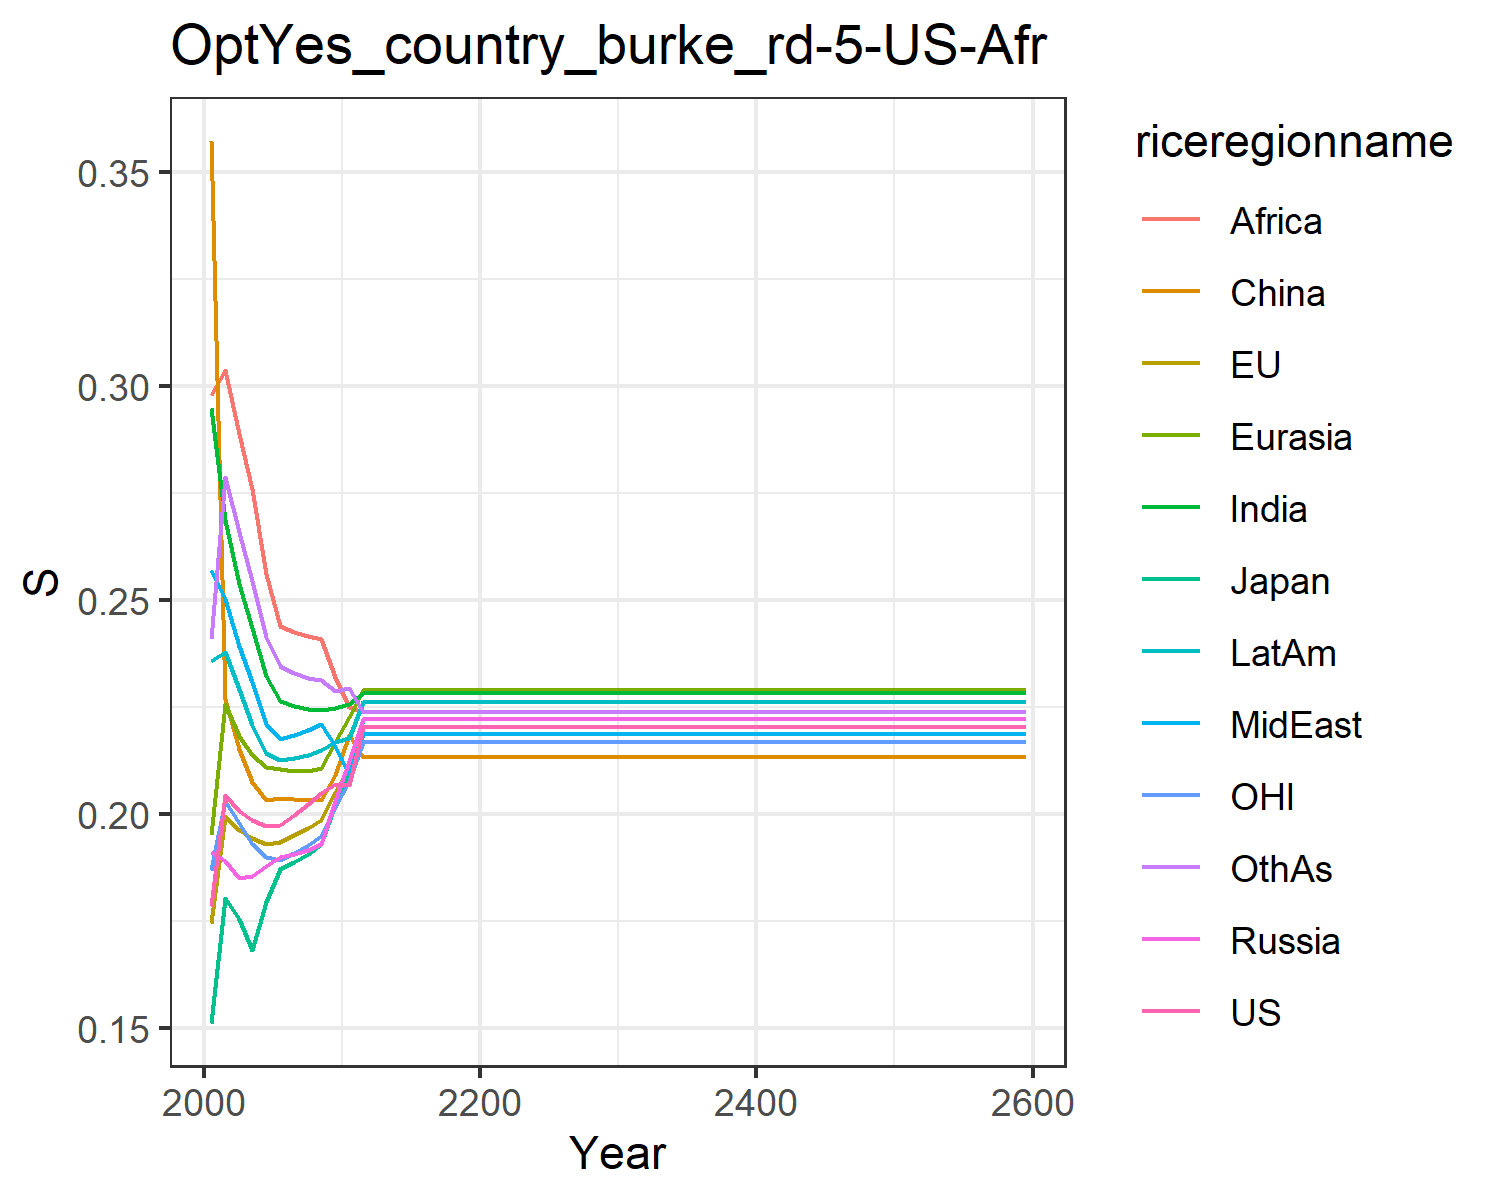 OptYes_country_burke_rd-5-US-Afr
S
0.35
0.30
0.25
0.20
0.15
2000 2200 2400 2600
Year
riceregionname
Africa
China
EU
Eurasia
India
Japan
LatAm
MidEast
OHI
OthAs
Russia
US